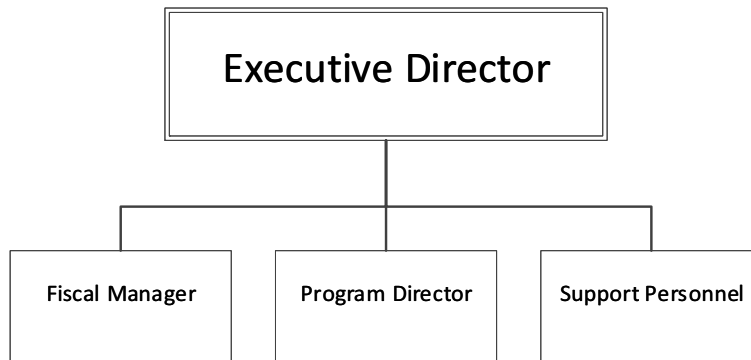 Executive Director
Fiscal Manager
Program Director
Support Personnel